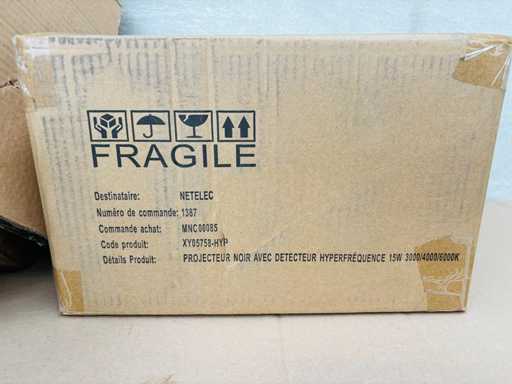 FRAGILE
Destinataire: NETELEC
Numéro de commande: 1387
Commande achat: MNC00085
Code produit: XY05758-HYP
Détails Produit: PROJECTEUR NOIR AVEC DETECTEUR HYPERFRÉQUENCE 15W 3000/4000/6000K